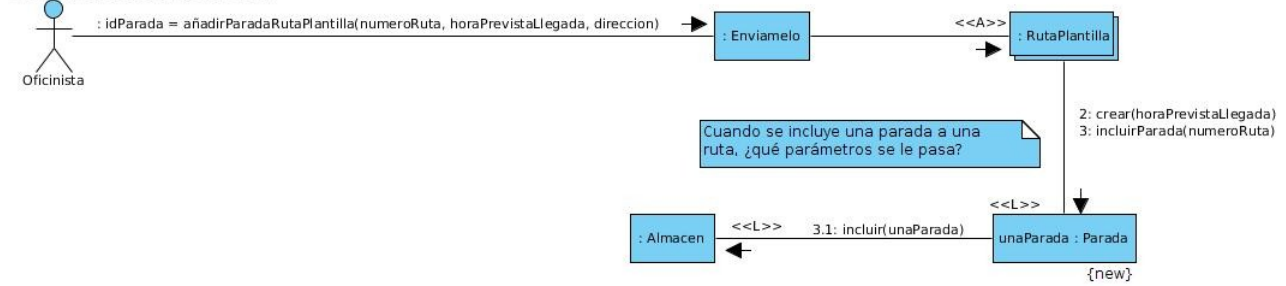 : idParada = añadirParadaRutaPlantilla(numeroRuta, horaPrevistaLlegada, direccion)
<<A>>
: Enviamelo
: RutaPlantilla
Oficinista
2: crear(horaPrevistaLlegada)
3: incluirParada(numeroRuta)
Cuando se incluye una parada a una
ruta, ¿qué parámetros se le pasa?
<<L>>
: Almacen
<<L>>
3.1: incluir(unaParada)
unaParada : Parada
{new}